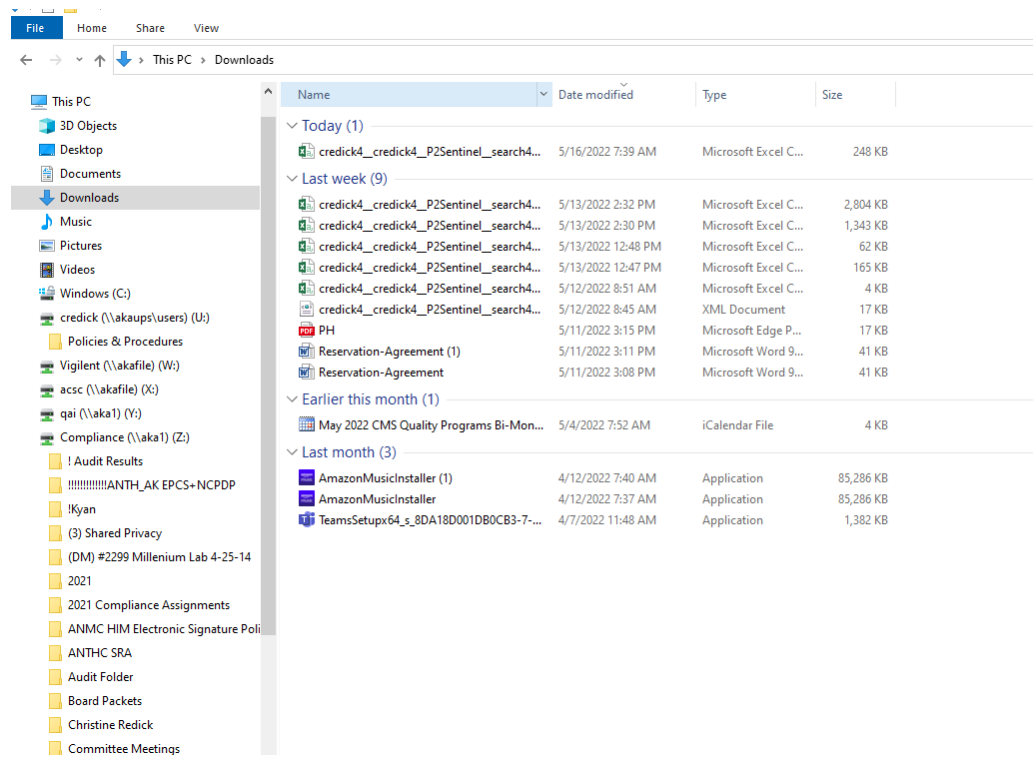 File Home Share View
This PC > Downloads
Name Date modified Type Size
This PC
3D Objects
Desktop
Documents
Downloads
Music
Pictures
Videos
Windows (C:)
credick (\\akaups\users) (U:)
Policies & Procedures
Vigilent (\\akafile) (W:)
acsc (\\akafile) (X:)
qai (\\aka1) (Y:)
Compliance (\\aka1) (Z:)
! Audit Results
!!!!!!!!!!!!!ANTH_AK EPCS+NCPDP
!Kyan
(3) Shared Privacy
(DM) #2299 Millenium Lab 4-25-14
2021
2021 Compliance Assignments
ANMC HIM Electronic Signature Poli
ANTHC SRA
Audit Folder
Board Packets
Christine Redick
Committee Meetings
Today (1)
credick4__credick4__P2Sentinel__search4... 5/16/2022 7:39 AM Microsoft Excel C... 248 KB
Last week (9)
credick4__credick4__P2Sentinel__search4... 5/13/2022 2:32 PM Microsoft Excel C... 2,804 KB
credick4__credick4__P2Sentinel__search4... 5/13/2022 2:30 PM Microsoft Excel C... 1,343 KB
credick4__credick4__P2Sentinel__search4... 5/13/2022 12:48 PM Microsoft Excel C... 62 KB
credick4__credick4__P2Sentinel__search4... 5/13/2022 12:47 PM Microsoft Excel C... 165 KB
credick4__credick4__P2Sentinel__search4... 5/12/2022 8:51 AM Microsoft Excel C... 4 KB
credick4__credick4__P2Sentinel__search4... 5/12/2022 8:45 AM XML Document 17 KB
PDF PH 5/11/2022 3:15 PM Microsoft Edge P... 17 KB
Reservation-Agreement (1) 5/11/2022 3:11 PM Microsoft Word 9... 41 KB
Reservation-Agreement 5/11/2022 3:08 PM Microsoft Word 9... 41 KB
Earlier this month (1)
May 2022 CMS Quality Programs Bi-Mon... 5/4/2022 7:52 AM iCalendar File 4 KB
Last month (3)
AmazonMusicInstaller (1) 4/12/2022 7:40 AM Application 85,286 KB
AmazonMusicInstaller 4/12/2022 7:37 AM Application 85,286 KB
TeamsSetupx64_s_8DA18D001DB0CB3-7-... 4/7/2022 11:48 AM Application 1,382 KB